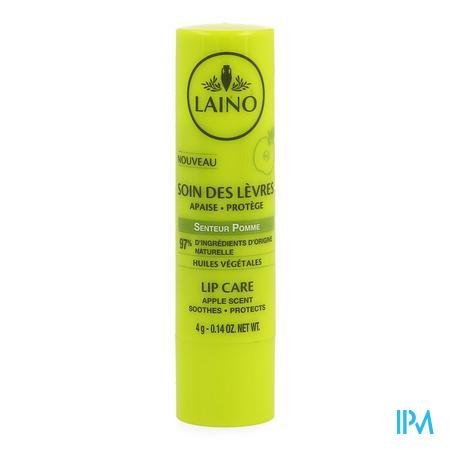 LAINO
NOUVEAU
SOIN DES LÈVRES
APAISE • PROTÈGE
SENTEUR POMME
97% D'INGRÉDIENTS D'ORIGINE
NATURELLE
HUILES VÉGÉTALES
LIP CARE
APPLE SCENT
SOOTHES • PROTECTS
4 g - 0.14 OZ. NET WT.
IPM